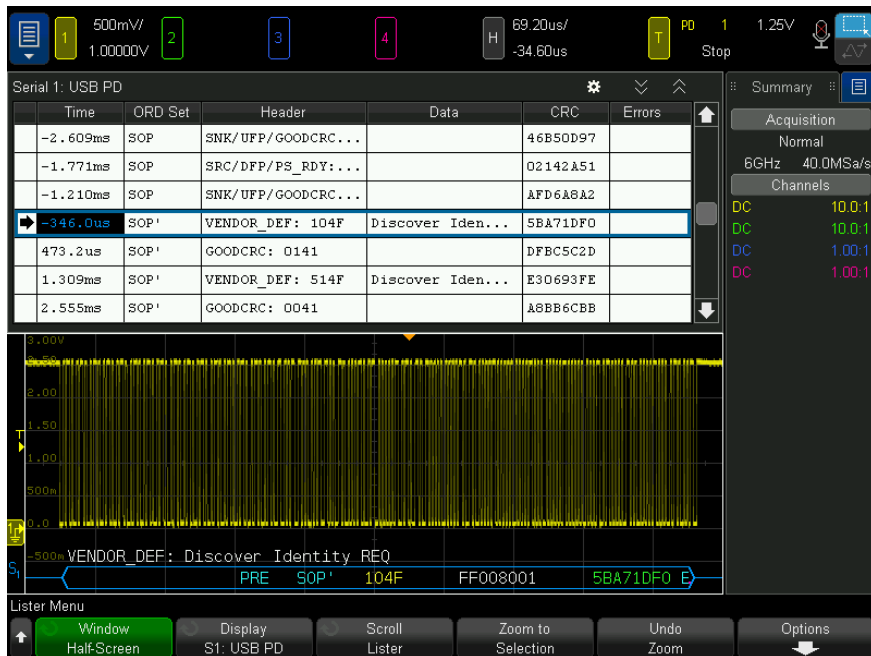 1 500mV/ 2 3 4 H 69.20us/ T PD 1 1.25V
1.00000V -34.60us Stop
Serial 1: USB PD
Time ORD Set Header Data CRC Errors
-2.609ms SOP SNK/UFP/GOODCRC... 46B50D97
-1.771ms SOP SRC/DFP/PS_RDY:... 02142A51
-1.210ms SOP SNK/UFP/GOODCRC... AFD6A8A2
-346.0us SOP' VENDOR_DEF: 104F Discover Iden... 5BA71DF0
473.2us SOP' GOODCRC: 0141 DFBC5C2D
1.309ms SOP' VENDOR_DEF: 514F Discover Iden... E30693FE
2.555ms SOP' GOODCRC: 0041 A8BB6CBB
Summary
Acquisition
Normal
6GHz 40.0MSa/s
Channels
DC 10.0:1
DC 10.0:1
DC 1.00:1
DC 1.00:1
3.00V
2.50
2.00
1.50
T
1.00
500m
0.0
1
-500m VENDOR_DEF: Discover Identity REQ
S1 PRE SOP' 104F FF008001 5BA71DF0 E
Lister Menu
Window Display Scroll Zoom to Undo Options
Half-Screen S1: USB PD Lister Selection Zoom